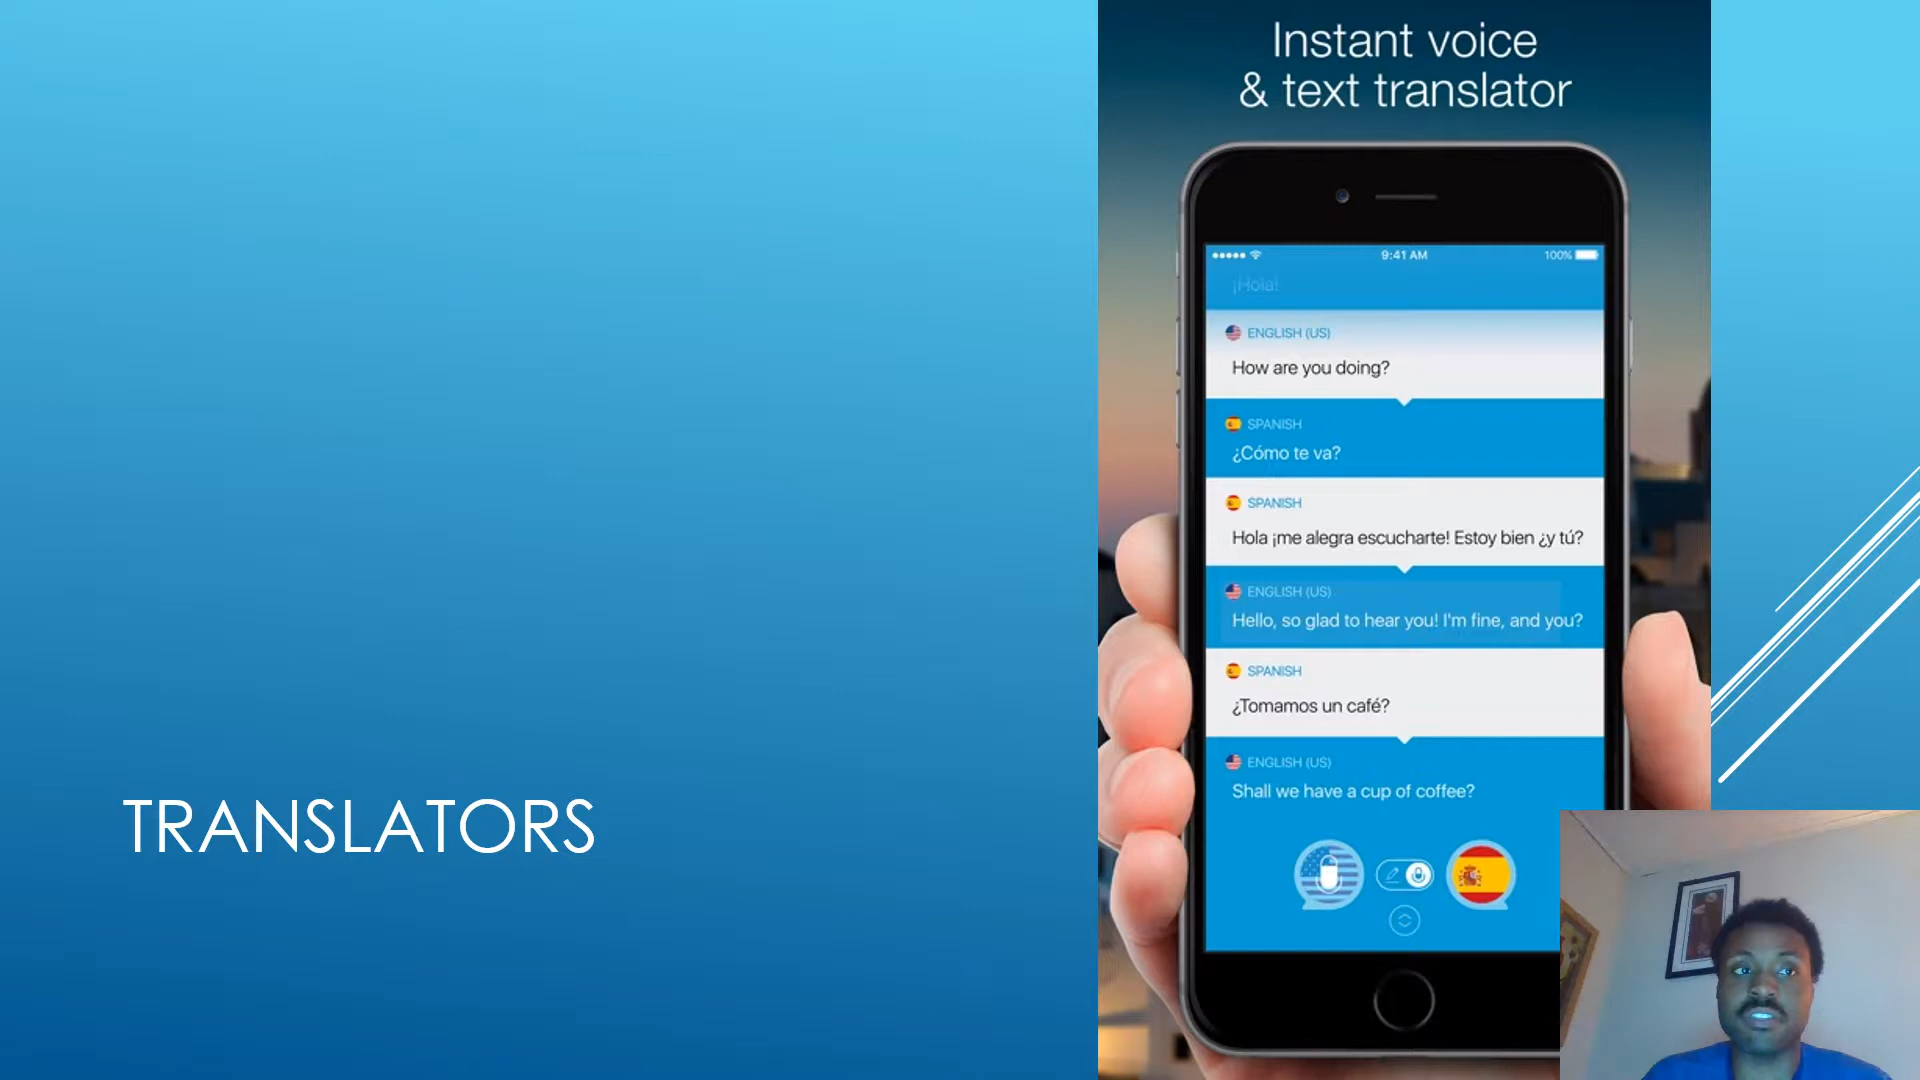 Instant voice
& text translator
9:41 AM
100%
¡Hola!
ENGLISH (US)
How are you doing?
SPANISH
¿Cómo te va?
SPANISH
Hola ¡me alegra escucharte! Estoy bien ¿y tú?
ENGLISH (US)
Hello, so glad to hear you! I'm fine, and you?
SPANISH
¿Tomamos un café?
ENGLISH (US)
Shall we have a cup of coffee?
TRANSLATORS